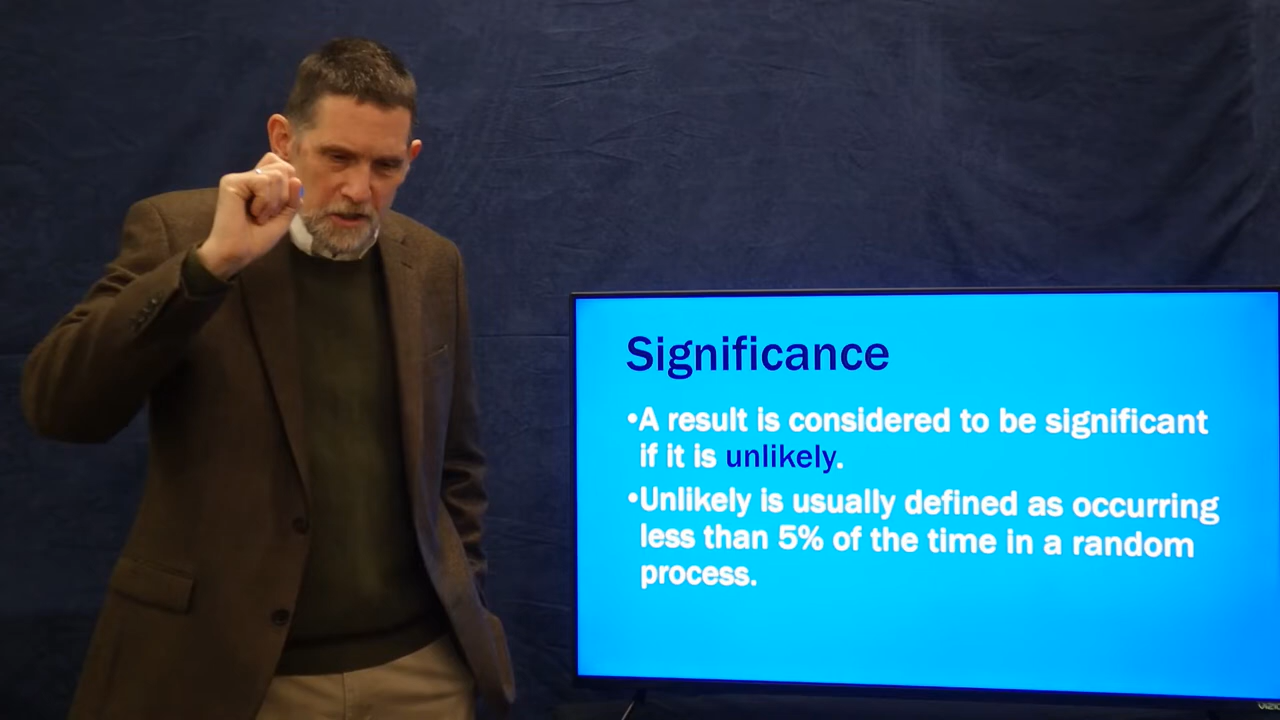 Significance
•A result is considered to be significant
if it is unlikely.
•Unlikely is usually defined as occurring
less than 5% of the time in a random
process.
VIZIO